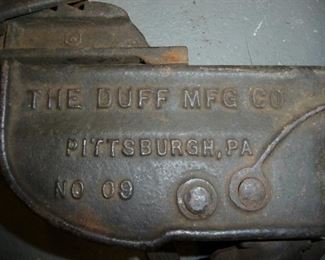 THE DUFF MFG CO
PITTSBURGH, PA
NO 09